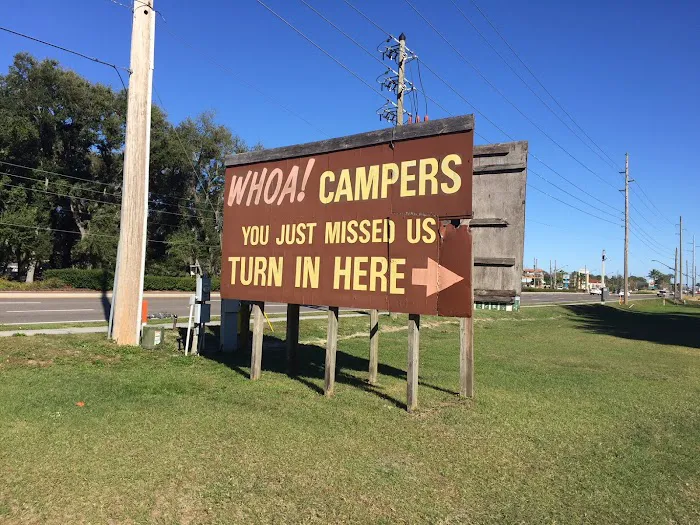 WHOA! CAMPERS
YOU JUST MISSED US
TURN IN HERE